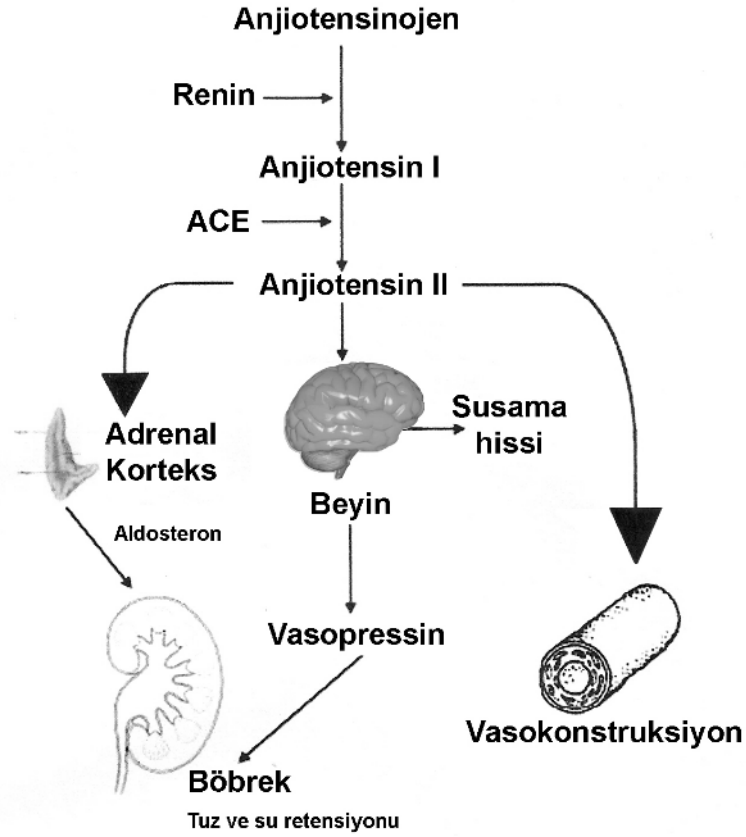 Anjiotensinojen
Renin
Anjiotensin I
ACE
Anjiotensin II
Adrenal
Korteks
Susama
hissi
Beyin
Aldosteron
Vasopressin
Vasokonstruksiyon
Böbrek
Tuz ve su retensiyonu